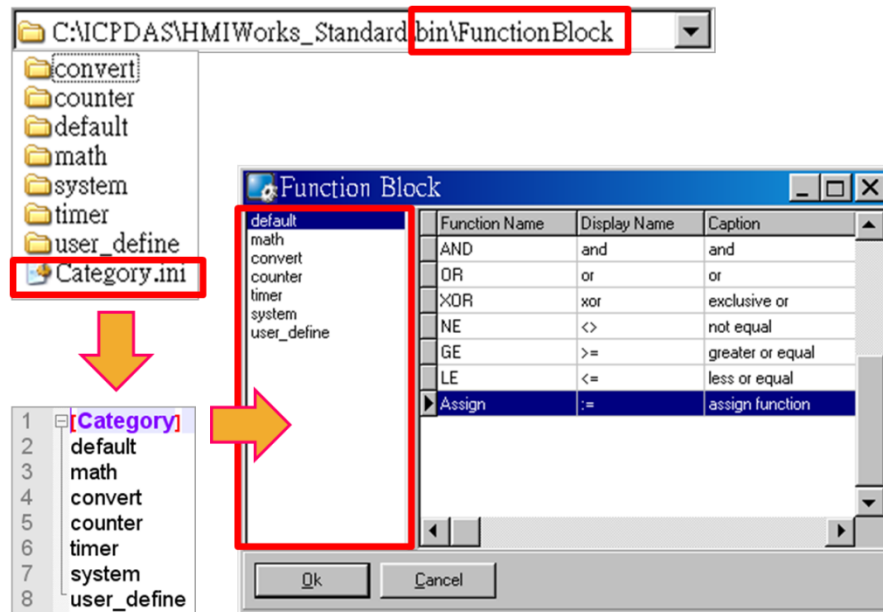 C:\ICPDAS\HMIWorks_Standard\bin\FunctionBlock
convert
counter
default
math
system
timer
user_define
Category.ini
1 [Category]
2 default
3 math
4 convert
5 counter
6 timer
7 system
8 user_define
Function Block
default
math
convert
counter
timer
system
user_define
Function Name Display Name Caption
AND and and
OR or or
XOR xor exclusive or
NE <> not equal
GE >= greater or equal
LE <= less or equal
Assign := assign function
Ok Cancel